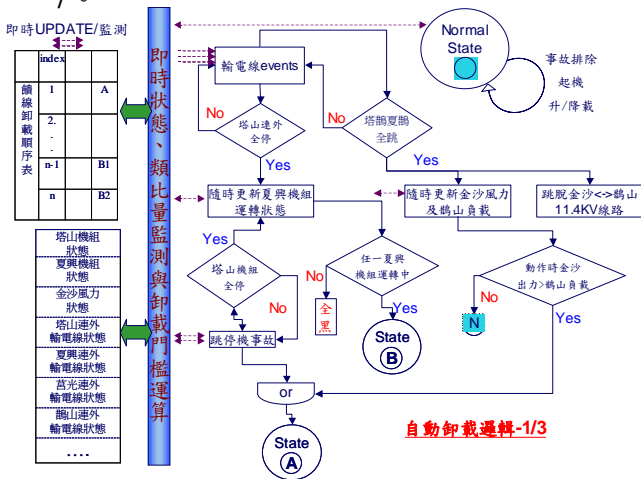 即時UPDATE/監測
index
1
A
2.
.
.
n-1
B1
n
B2
饋線卸載順序表
塔山機組
狀態
夏興機組
狀態
金沙風力
狀態
塔山連外
輸電線狀態
夏興連外
輸電線狀態
莒光連外
輸電線狀態
鵲山連外
輸電線狀態
....
即時狀態、類比量監測與卸載門檻運算
輸電線events
Normal
State
事故排除
起機
升/降載
No
塔山連外
全停
No
塔鵲夏鵲
全跳
Yes
Yes
隨時更新夏興機組
運轉狀態
隨時更新金沙風力
及鵲山負載
跳脫金沙<->鵲山
11.4KV線路
Yes
塔山機組
全停
No
任一夏興
機組運轉中
No
全黑
Yes
動作時金沙
出力>鵲山負載
No
N
Yes
跳停機事故
State
B
or
State
A
自動卸載邏輯-1/3